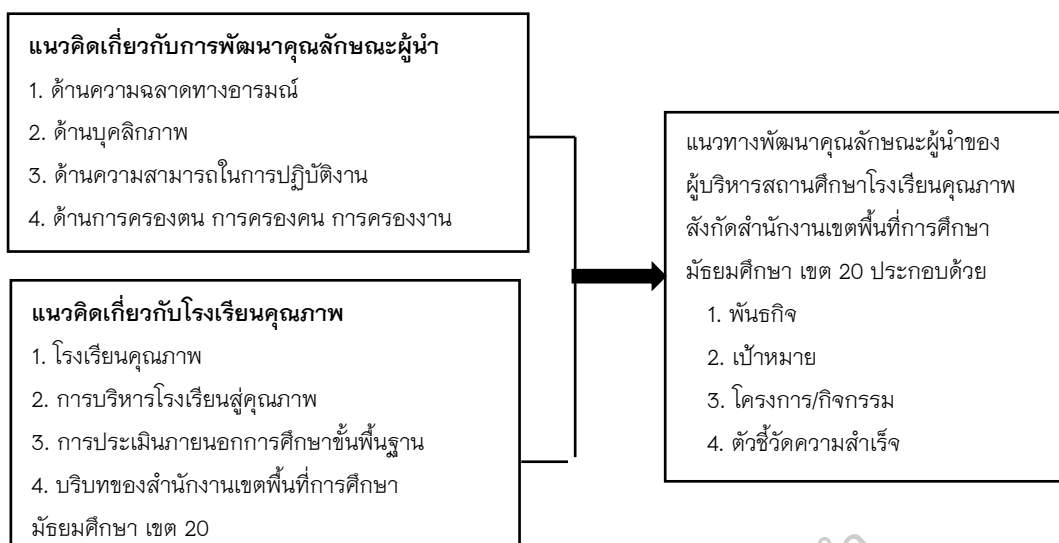 แนวคิดเกี่ยวกับการพัฒนาคุณลักษณะผู้นำ
1. ด้านความฉลาดทางอารมณ์
2. ด้านบุคลิกภาพ
3. ด้านความสามารถในการปฏิบัติงาน
4. ด้านการครองตน การครองคน การครองงาน
แนวคิดเกี่ยวกับโรงเรียนคุณภาพ
1. โรงเรียนคุณภาพ
2. การบริหารโรงเรียนสู่คุณภาพ
3. การประเมินภายนอกการศึกษาขั้นพื้นฐาน
4. บริบทของสำนักงานเขตพื้นที่การศึกษา
มัธยมศึกษา เขต 20
แนวทางพัฒนาคุณลักษณะผู้นำของ
ผู้บริหารสถานศึกษาโรงเรียนคุณภาพ
สังกัดสำนักงานเขตพื้นที่การศึกษา
มัธยมศึกษา เขต 20 ประกอบด้วย
1. พันธกิจ
2. เป้าหมาย
3. โครงการ/กิจกรรม
4. ตัวชี้วัดความสำเร็จ